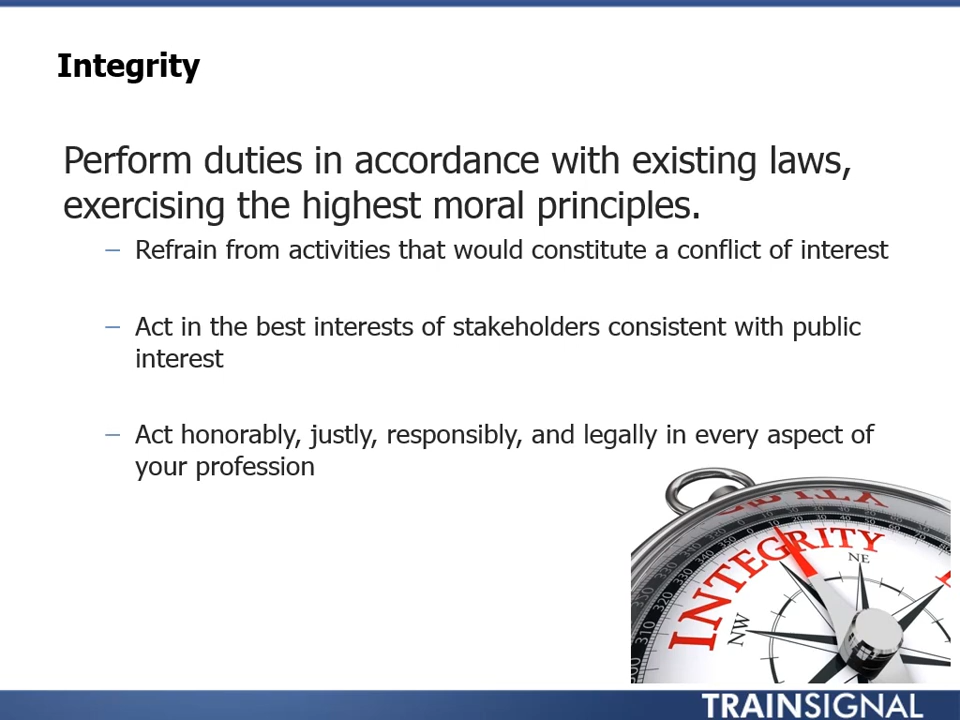 Integrity
Perform duties in accordance with existing laws,
exercising the highest moral principles.
– Refrain from activities that would constitute a conflict of interest
– Act in the best interests of stakeholders consistent with public
interest
– Act honorably, justly, responsibly, and legally in every aspect of
your profession
INTEGRITY
NE
NW
TRAINSIGNAL